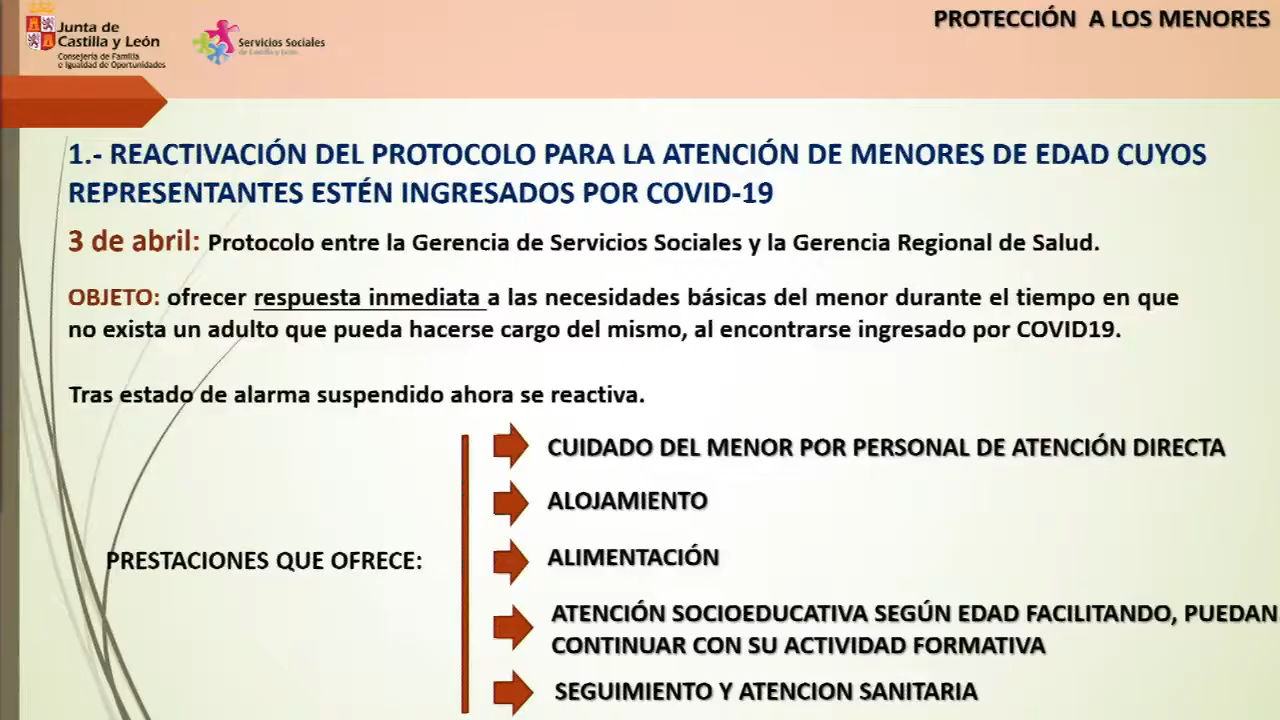 Junta de
Castilla y León
Consejería de Familia
e Igualdad de Oportunidades
Servicios Sociales
de Castilla y León
PROTECCIÓN A LOS MENORES
1.- REACTIVACIÓN DEL PROTOCOLO PARA LA ATENCIÓN DE MENORES DE EDAD CUYOS
REPRESENTANTES ESTÉN INGRESADOS POR COVID-19
3 de abril: Protocolo entre la Gerencia de Servicios Sociales y la Gerencia Regional de Salud.
OBJETO: ofrecer respuesta inmediata a las necesidades básicas del menor durante el tiempo en que
no exista un adulto que pueda hacerse cargo del mismo, al encontrarse ingresado por COVID19.
Tras estado de alarma suspendido ahora se reactiva.
PRESTACIONES QUE OFRECE:
CUIDADO DEL MENOR POR PERSONAL DE ATENCIÓN DIRECTA
ALOJAMIENTO
ALIMENTACIÓN
ATENCIÓN SOCIOEDUCATIVA SEGÚN EDAD FACILITANDO, PUEDAN
CONTINUAR CON SU ACTIVIDAD FORMATIVA
SEGUIMIENTO Y ATENCION SANITARIA